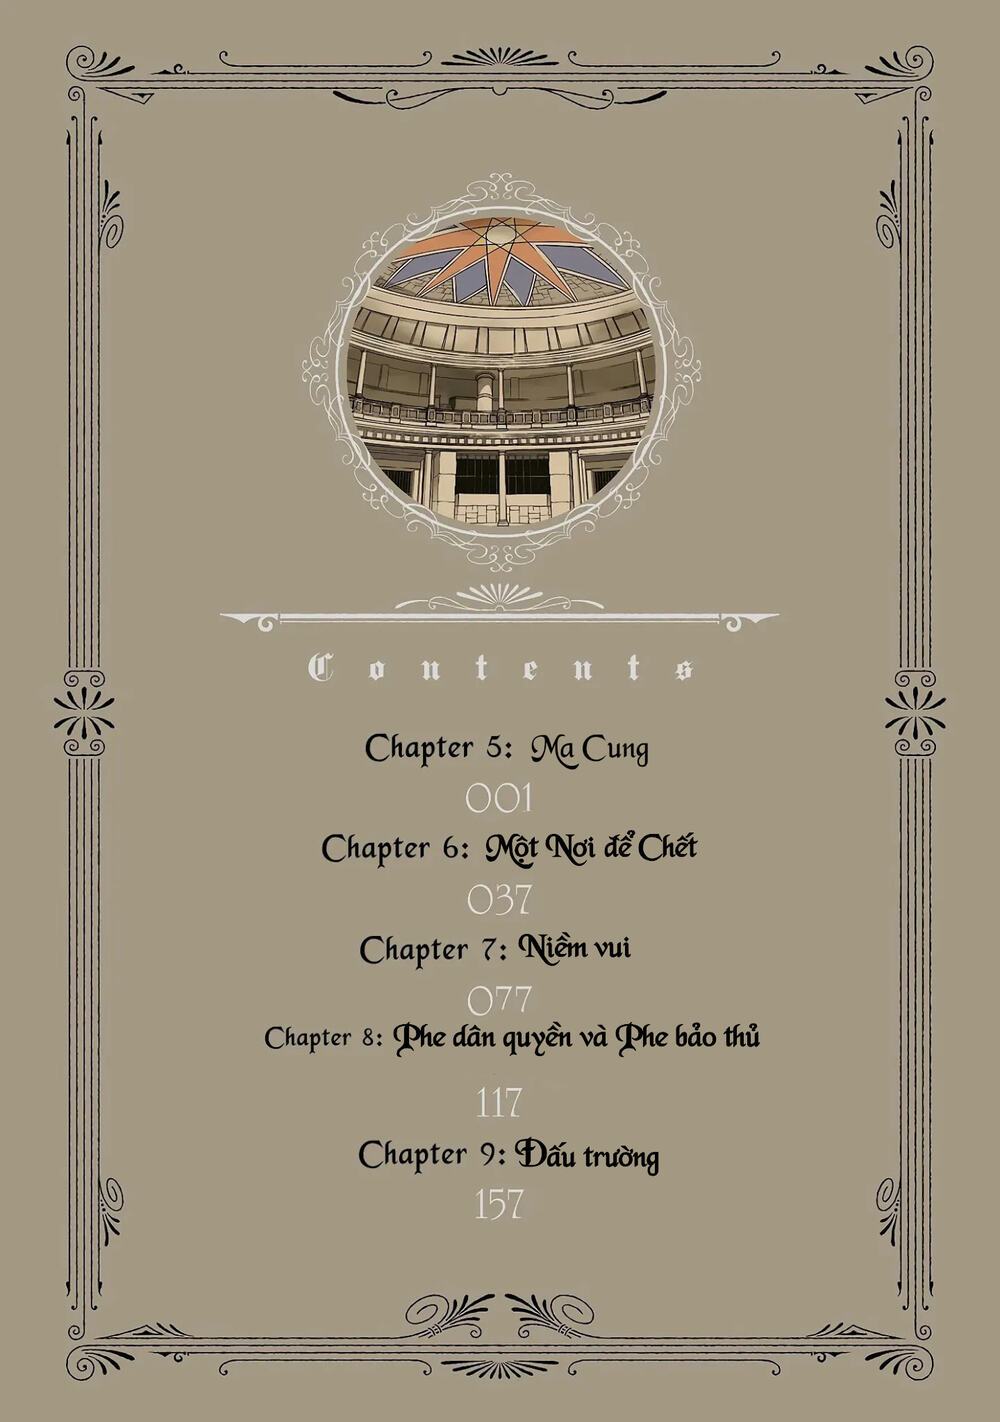 Contents
Chapter 5: Ma Cung
001
Chapter 6: Một Nơi để Chết
037
Chapter 7: Niềm vui
077
Chapter 8: Phe dân quyền và Phe bảo thủ
117
Chapter 9: Đấu trường
157